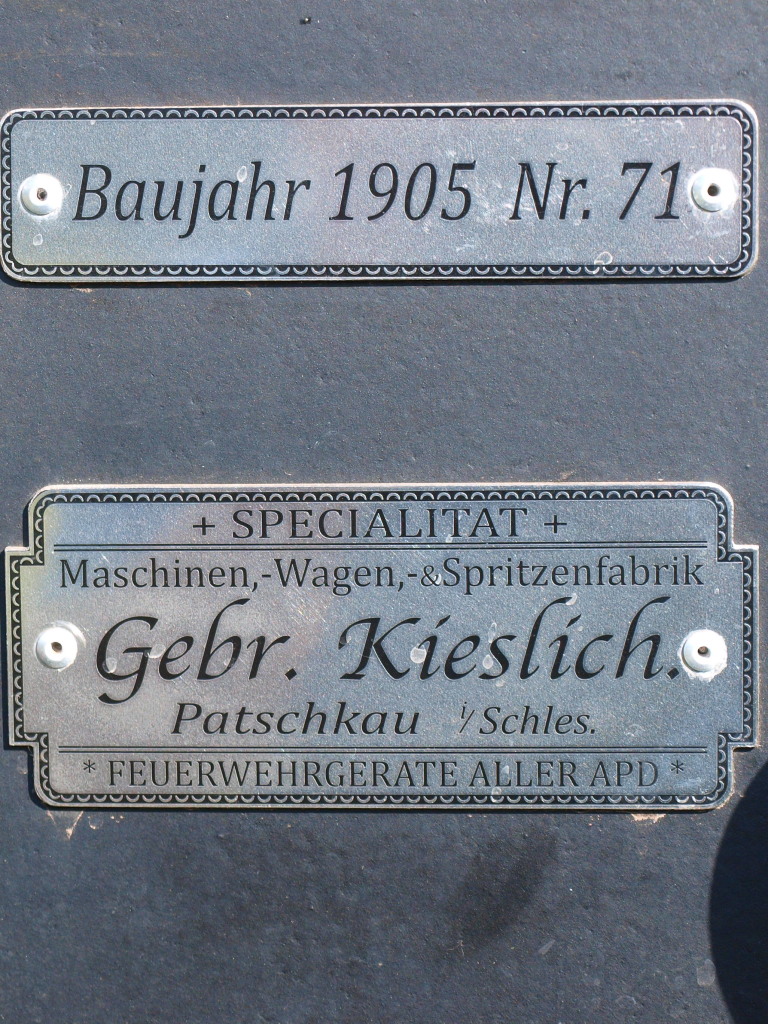 Baujahr 1905 Nr. 71
+ SPECIALITAT +
Maschinen,-Wagen,-&Spritzenfabrik
Gebr. Kieslich.
Patschkau i/Schles.
* FEUERWEHRGERATE ALLER APD *